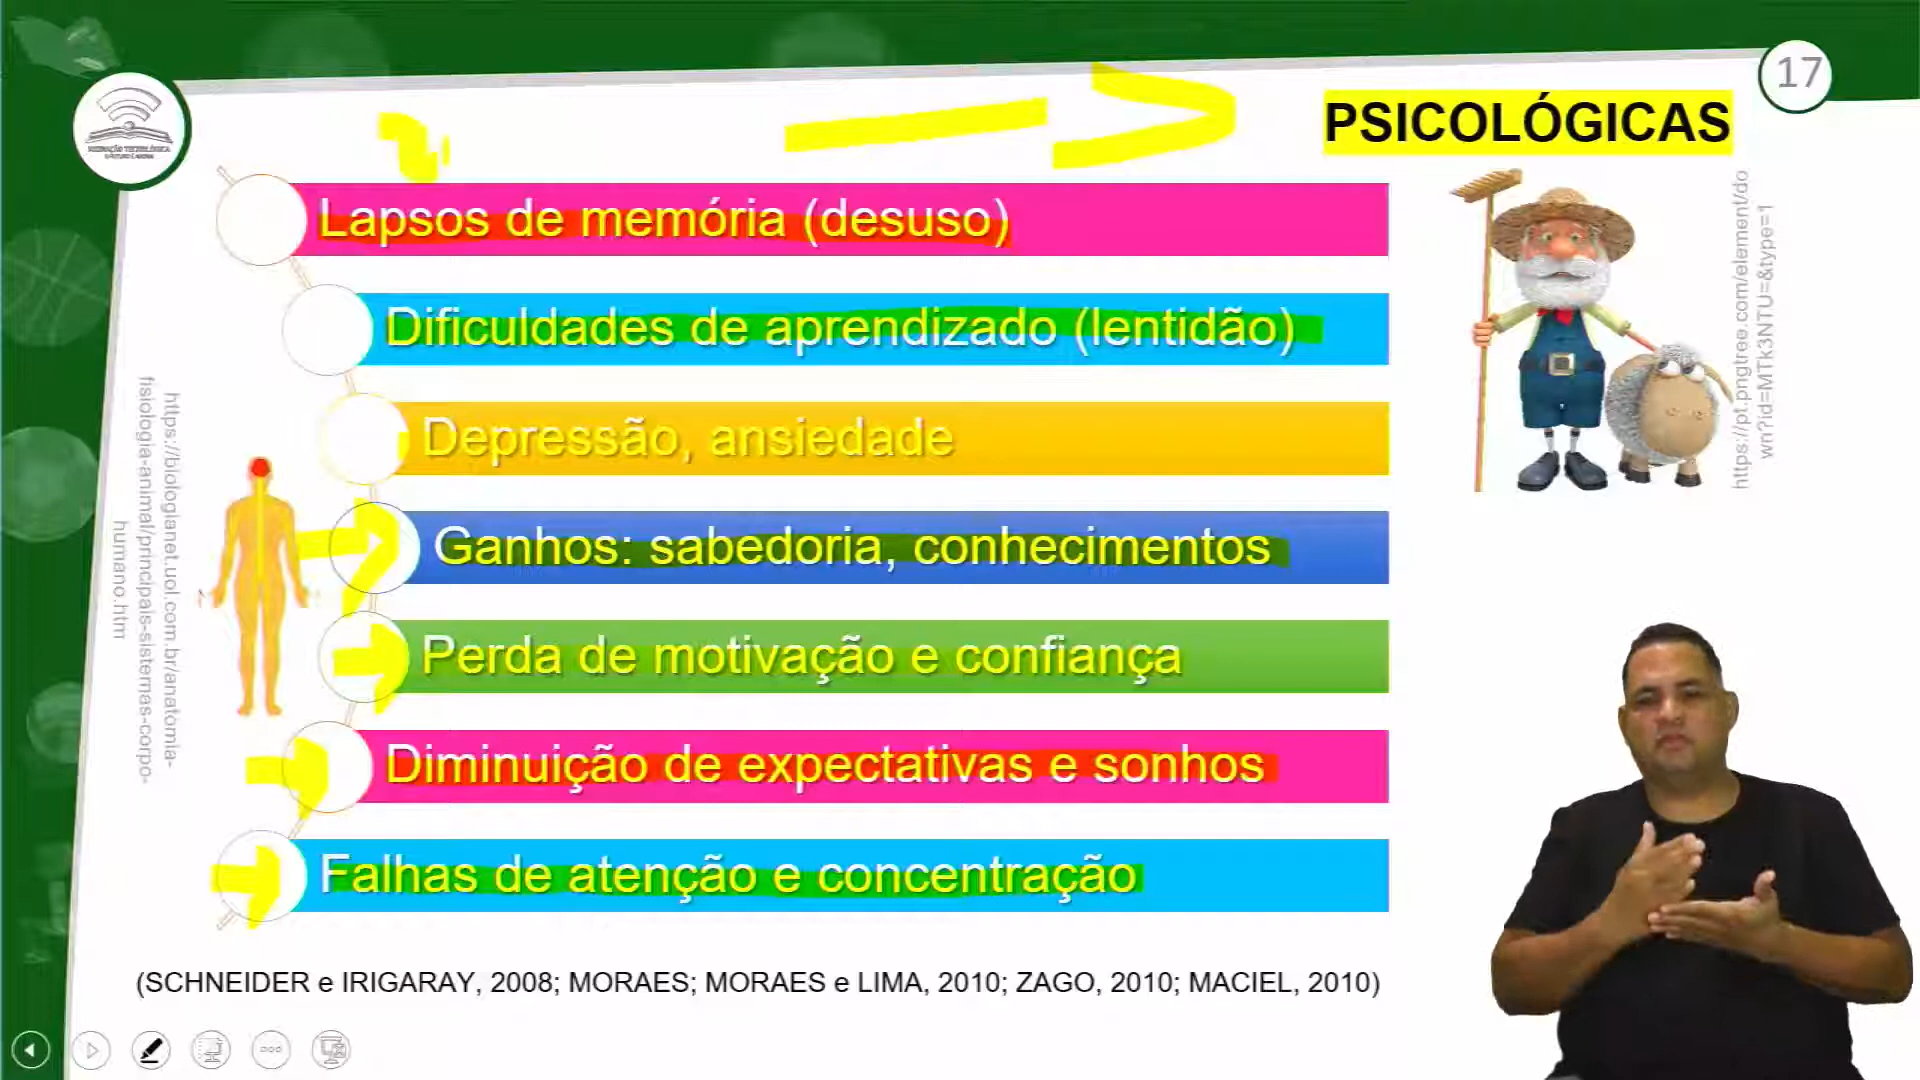 17
MEDIAÇÃO TECNOLÓGICA
PSICOLÓGICAS
Lapsos de memória (desuso)
Dificuldades de aprendizado (lentidão)
Depressão, ansiedade
Ganhos: sabedoria, conhecimentos
Perda de motivação e confiança
Diminuição de expectativas e sonhos
Falhas de atenção e concentração
https://pt.pngtree.com/element/do
wn?id=MTk3NTU=&type=1
https://biologianet.uol.com.br/anatomia-
fisiologia-animal/principais-sistemas-corpo-
humano.htm
(SCHNEIDER e IRIGARAY, 2008; MORAES; MORAES e LIMA, 2010; ZAGO, 2010; MACIEL, 2010)